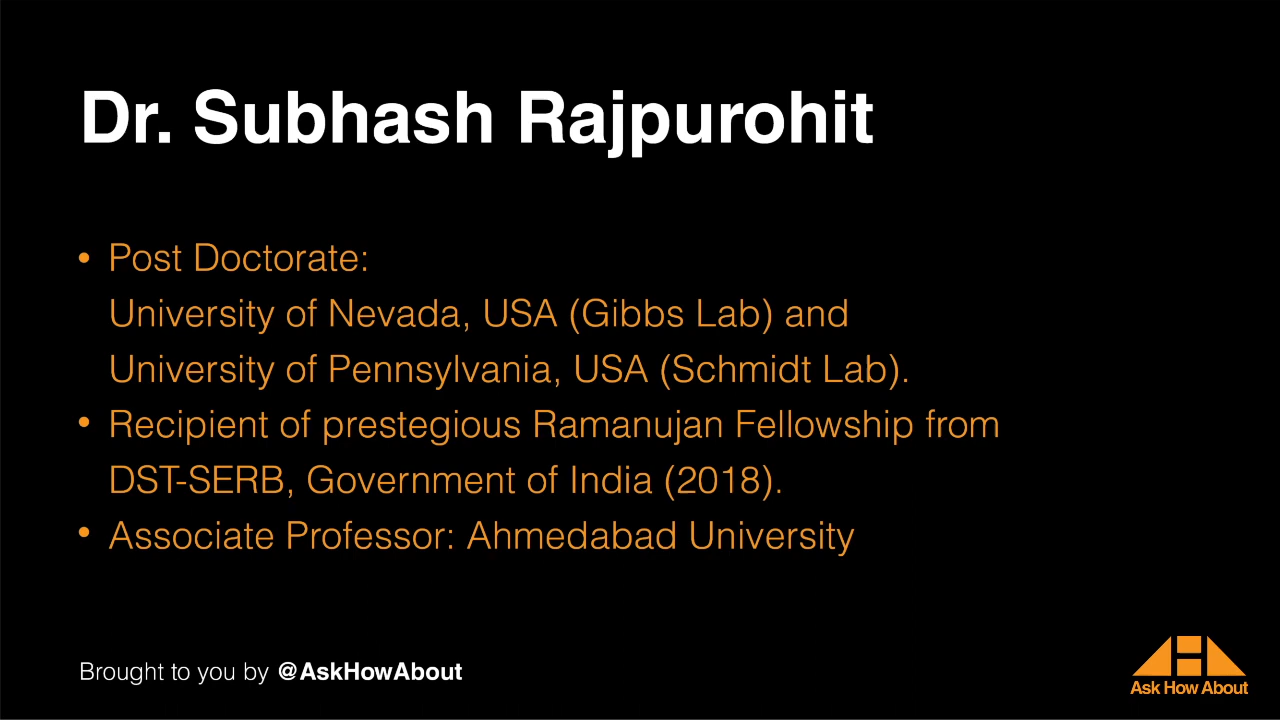 Dr. Subhash Rajpurohit
• Post Doctorate:
University of Nevada, USA (Gibbs Lab) and
University of Pennsylvania, USA (Schmidt Lab).
• Recipient of prestegious Ramanujan Fellowship from
DST-SERB, Government of India (2018).
• Associate Professor: Ahmedabad University
Brought to you by @AskHowAbout
Ask How About